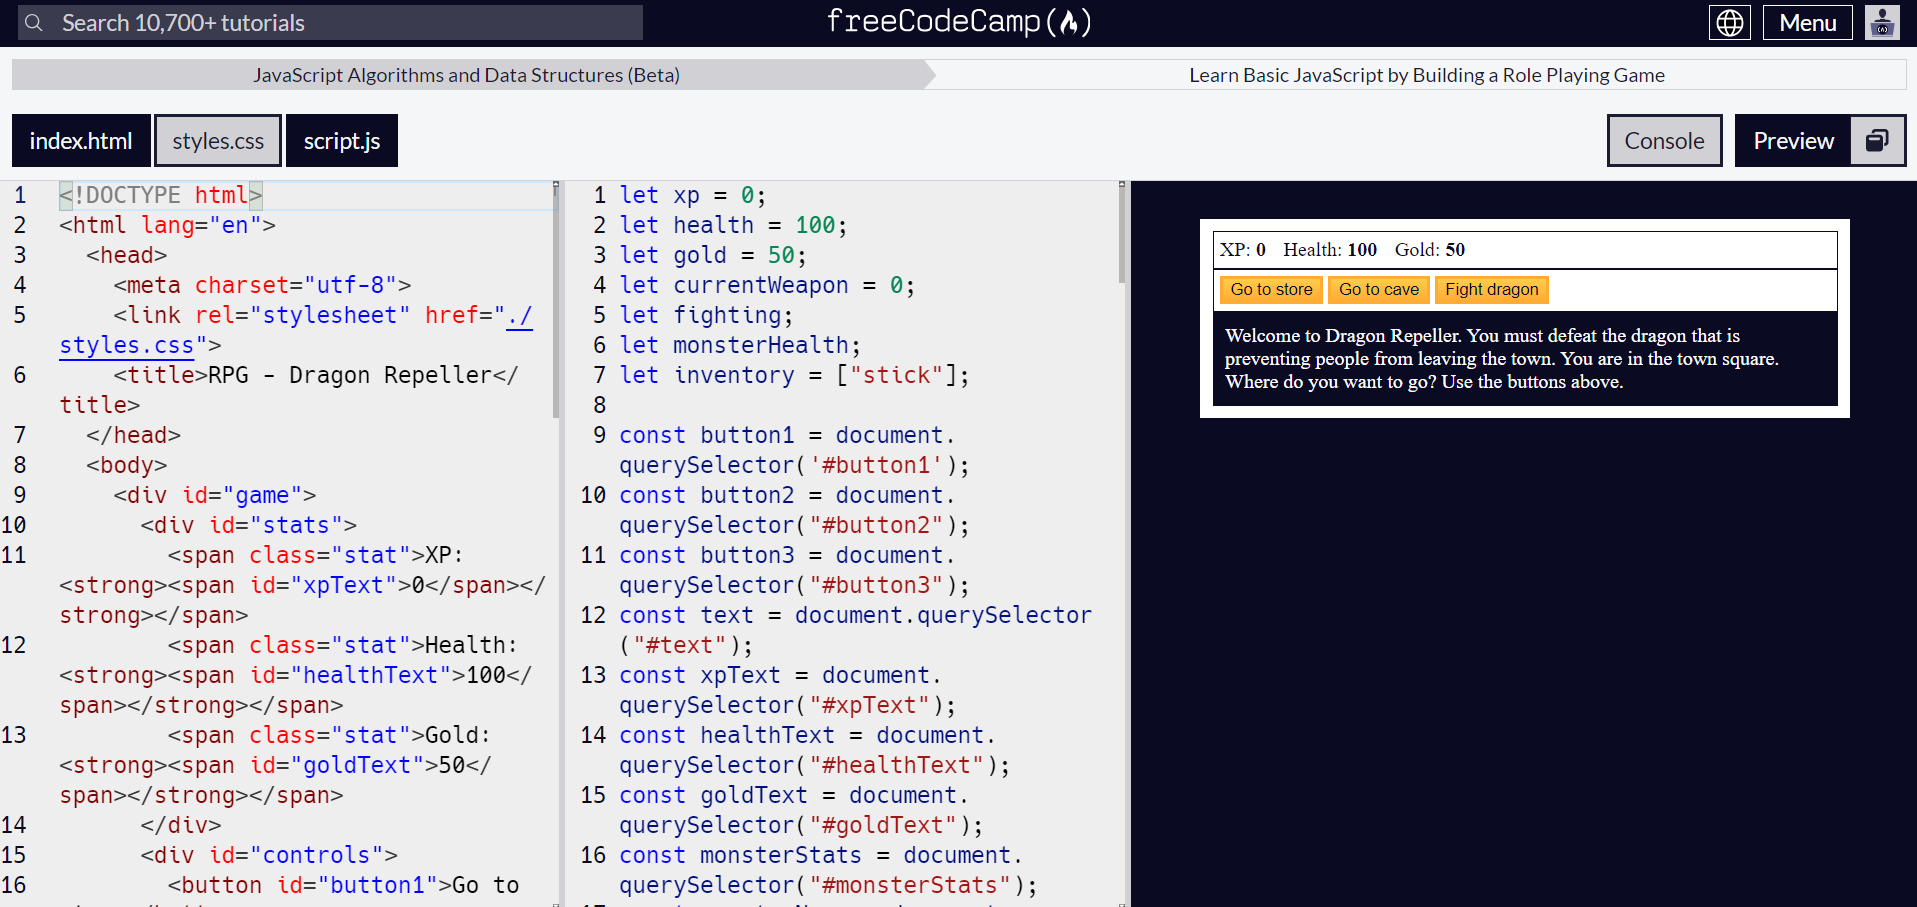 Search 10,700+ tutorials
freeCodeCamp
Menu
JavaScript Algorithms and Data Structures (Beta)
Learn Basic JavaScript by Building a Role Playing Game
index.html
styles.css
script.js
Console
Preview
1 <!DOCTYPE html>
2 <html lang="en">
3 <head>
4 <meta charset="utf-8">
5 <link rel="stylesheet" href="./
styles.css">
6 <title>RPG - Dragon Repeller</
title>
7 </head>
8 <body>
9 <div id="game">
10 <div id="stats">
11 <span class="stat">XP:
<strong><span id="xpText">0</span></
strong></span>
12 <span class="stat">Health:
<strong><span id="healthText">100</
span></strong></span>
13 <span class="stat">Gold:
<strong><span id="goldText">50</
span></strong></span>
14 </div>
15 <div id="controls">
16 <button id="button1">Go to
1 let xp = 0;
2 let health = 100;
3 let gold = 50;
4 let currentWeapon = 0;
5 let fighting;
6 let monsterHealth;
7 let inventory = ["stick"];
8
9 const button1 = document.
querySelector('#button1');
10 const button2 = document.
querySelector("#button2");
11 const button3 = document.
querySelector("#button3");
12 const text = document.querySelector
("#text");
13 const xpText = document.
querySelector("#xpText");
14 const healthText = document.
querySelector("#healthText");
15 const goldText = document.
querySelector("#goldText");
16 const monsterStats = document.
querySelector("#monsterStats");
XP: 0 Health: 100 Gold: 50
Go to store
Go to cave
Fight dragon
Welcome to Dragon Repeller. You must defeat the dragon that is
preventing people from leaving the town. You are in the town square.
Where do you want to go? Use the buttons above.